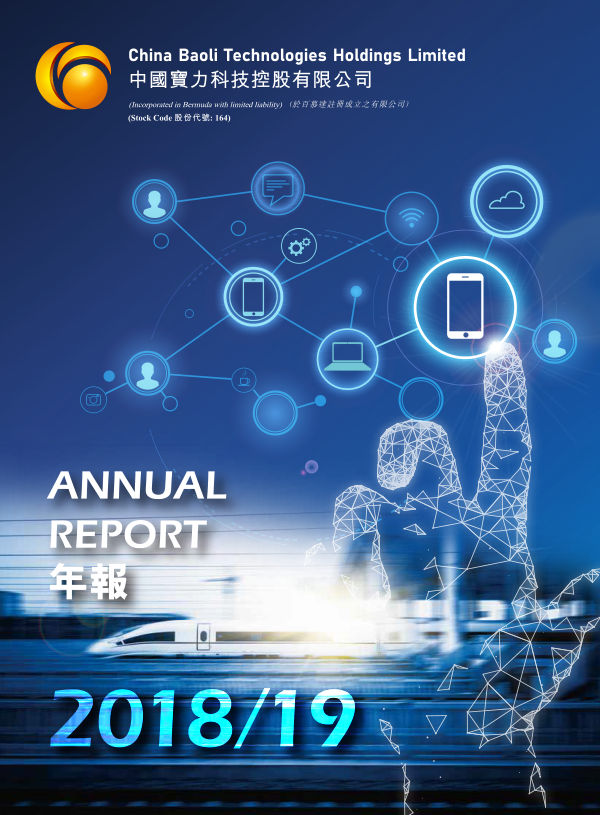 China Baoli Technologies Holdings Limited
中國寶力科技控股有限公司
(Incorporated in Bermuda with limited liability) （於百慕達註冊成立之有限公司）
(Stock Code 股份代號: 164)
ANNUAL
REPORT
年報
2018/19